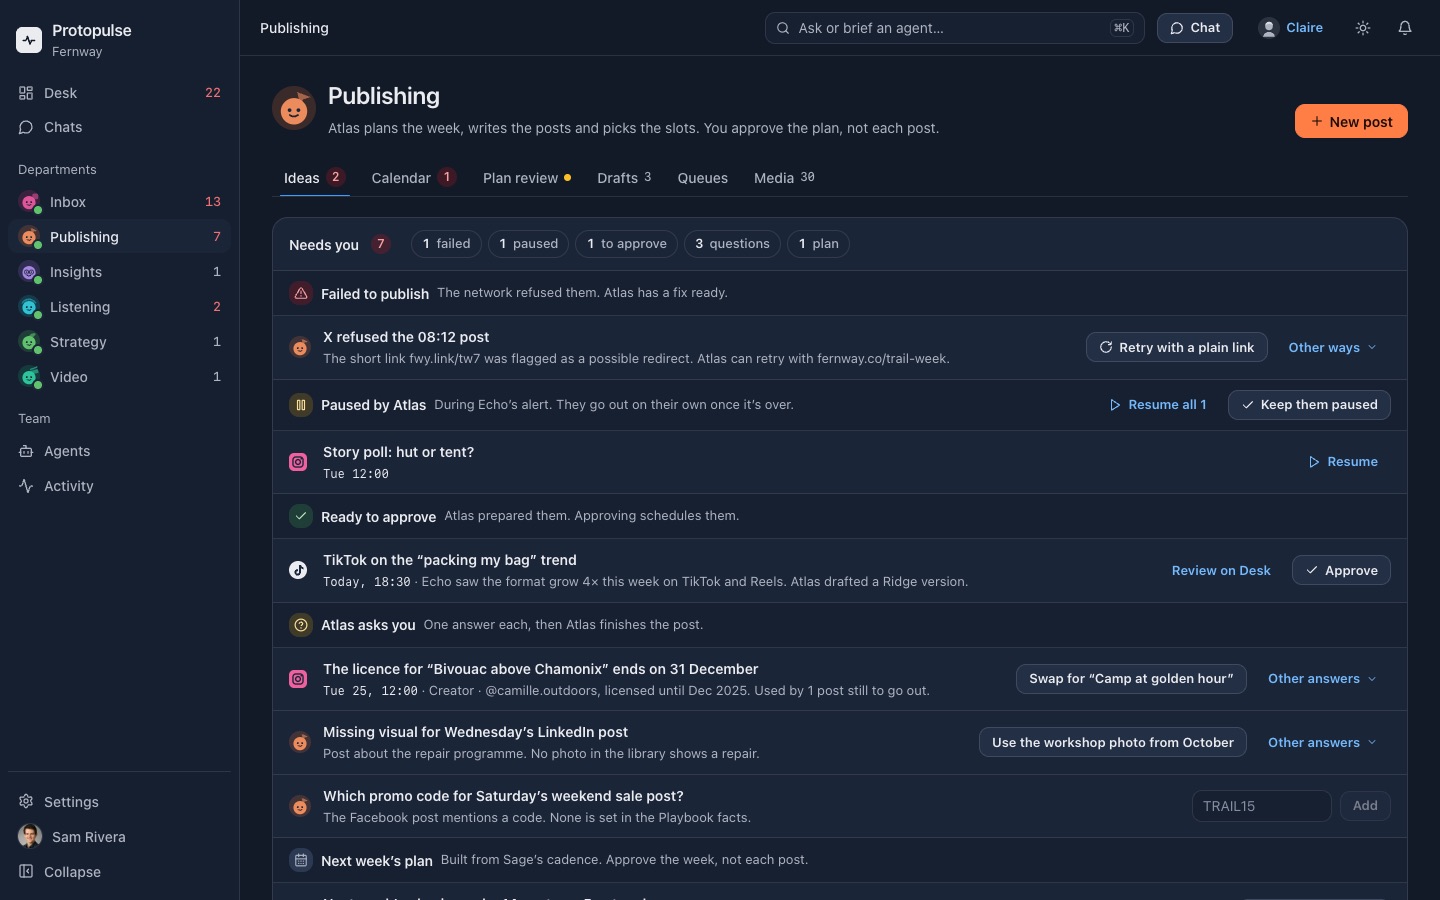 Protopulse
Fernway
Publishing
Ask or brief an agent…
⌘K
Chat
Claire
Desk 22
Chats
Departments
Inbox 13
Publishing 7
Insights 1
Listening 2
Strategy 1
Video 1
Team
Agents
Activity
Settings
Sam Rivera
Collapse
Publishing
Atlas plans the week, writes the posts and picks the slots. You approve the plan, not each post.
+ New post
Ideas 2
Calendar 1
Plan review
Drafts 3
Queues
Media 30
Needs you 7
1 failed
1 paused
1 to approve
3 questions
1 plan
Failed to publish The network refused them. Atlas has a fix ready.
X refused the 08:12 post
The short link fwy.link/tw7 was flagged as a possible redirect. Atlas can retry with fernway.co/trail-week.
Retry with a plain link
Other ways
Paused by Atlas During Echo’s alert. They go out on their own once it’s over.
Resume all 1
Keep them paused
Story poll: hut or tent?
Tue 12:00
Resume
Ready to approve Atlas prepared them. Approving schedules them.
TikTok on the “packing my bag” trend
Today, 18:30 · Echo saw the format grow 4× this week on TikTok and Reels. Atlas drafted a Ridge version.
Review on Desk
Approve
Atlas asks you One answer each, then Atlas finishes the post.
The licence for “Bivouac above Chamonix” ends on 31 December
Tue 25, 12:00 · Creator · @camille.outdoors, licensed until Dec 2025. Used by 1 post still to go out.
Swap for “Camp at golden hour”
Other answers
Missing visual for Wednesday’s LinkedIn post
Post about the repair programme. No photo in the library shows a repair.
Use the workshop photo from October
Other answers
Which promo code for Saturday’s weekend sale post?
The Facebook post mentions a code. None is set in the Playbook facts.
TRAIL15
Add
Next week’s plan Built from Sage’s cadence. Approve the week, not each post.